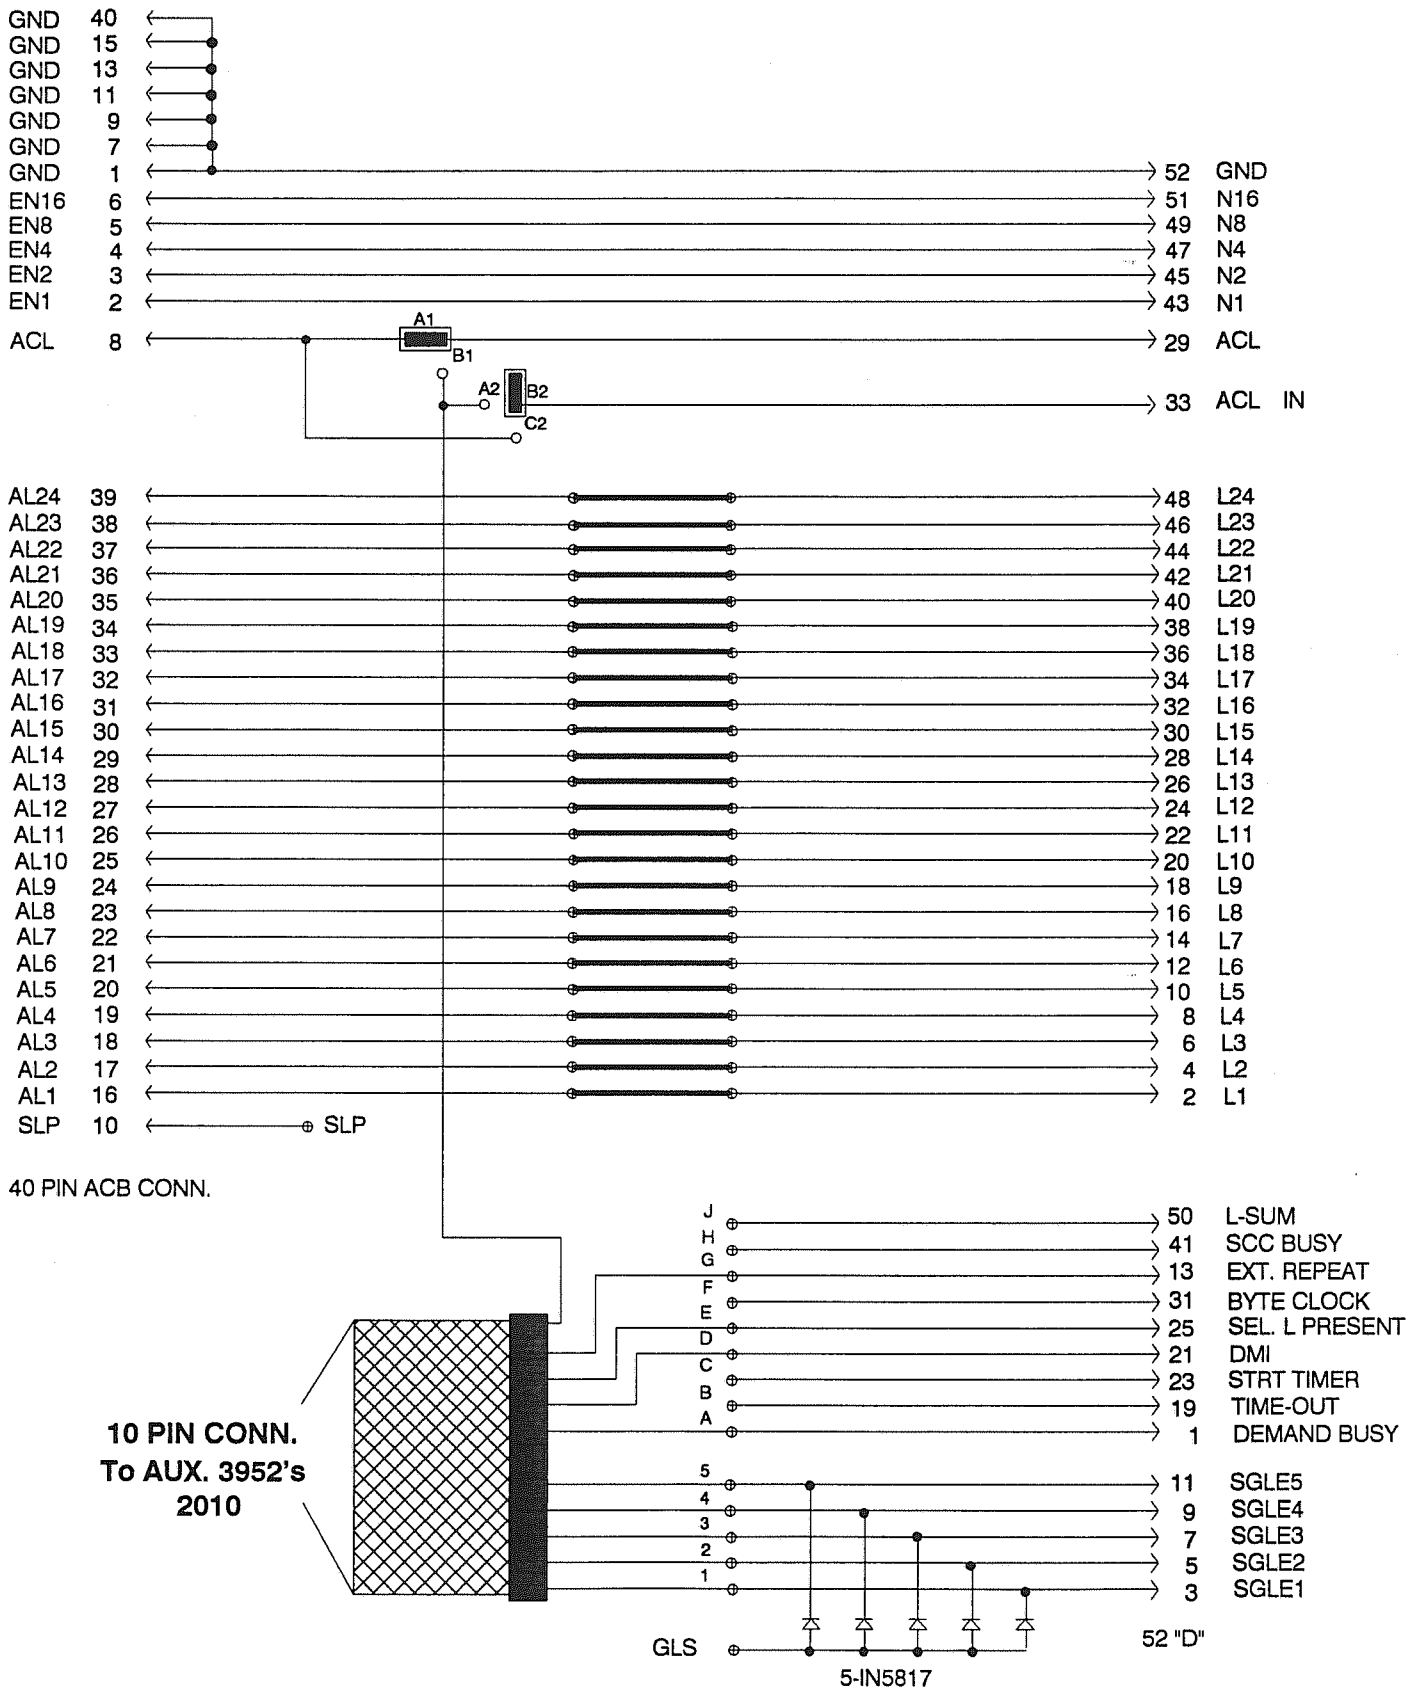 GND 40
GND 15
GND 13
GND 11
GND 9
GND 7
GND 1 52 GND
EN16 6 51 N16
EN8 5 49 N8
EN4 4 47 N4
EN2 3 45 N2
EN1 2 43 N1
A1
ACL 8 29 ACL
B1
A2 B2
33 ACL IN
C2
AL24 39 48 L24
AL23 38 46 L23
AL22 37 44 L22
AL21 36 42 L21
AL20 35 40 L20
AL19 34 38 L19
AL18 33 36 L18
AL17 32 34 L17
AL16 31 32 L16
AL15 30 30 L15
AL14 29 28 L14
AL13 28 26 L13
AL12 27 24 L12
AL11 26 22 L11
AL10 25 20 L10
AL9 24 18 L9
AL8 23 16 L8
AL7 22 14 L7
AL6 21 12 L6
AL5 20 10 L5
AL4 19 8 L4
AL3 18 6 L3
AL2 17 4 L2
AL1 16 2 L1
SLP 10 SLP
40 PIN ACB CONN.
J 50 L-SUM
H 41 SCC BUSY
G 13 EXT. REPEAT
F 31 BYTE CLOCK
E 25 SEL. L PRESENT
D 21 DMI
C 23 STRT TIMER
B 19 TIME-OUT
A 1 DEMAND BUSY
10 PIN CONN.
To AUX. 3952's
2010
5 11 SGLE5
4 9 SGLE4
3 7 SGLE3
2 5 SGLE2
1 3 SGLE1
GLS
52 "D"
5-IN5817